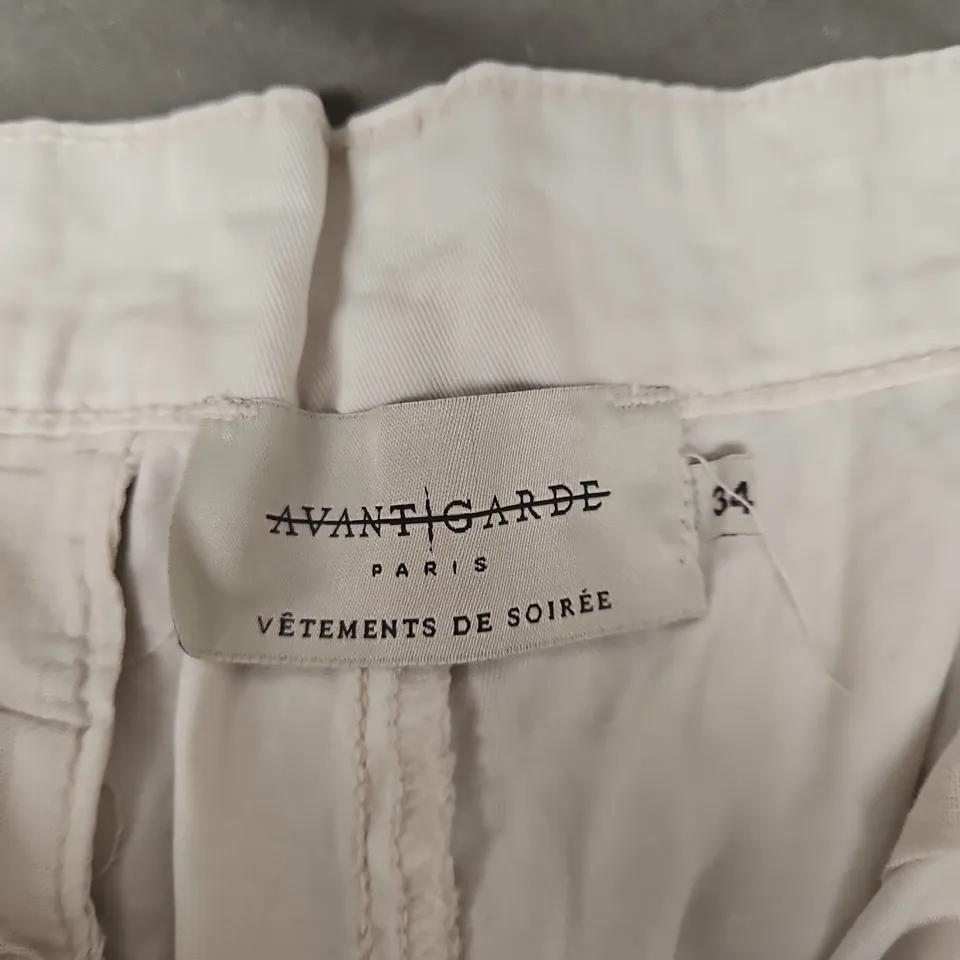 AVANT|GARDE
PARIS
VÊTEMENTS DE SOIRÉE
34